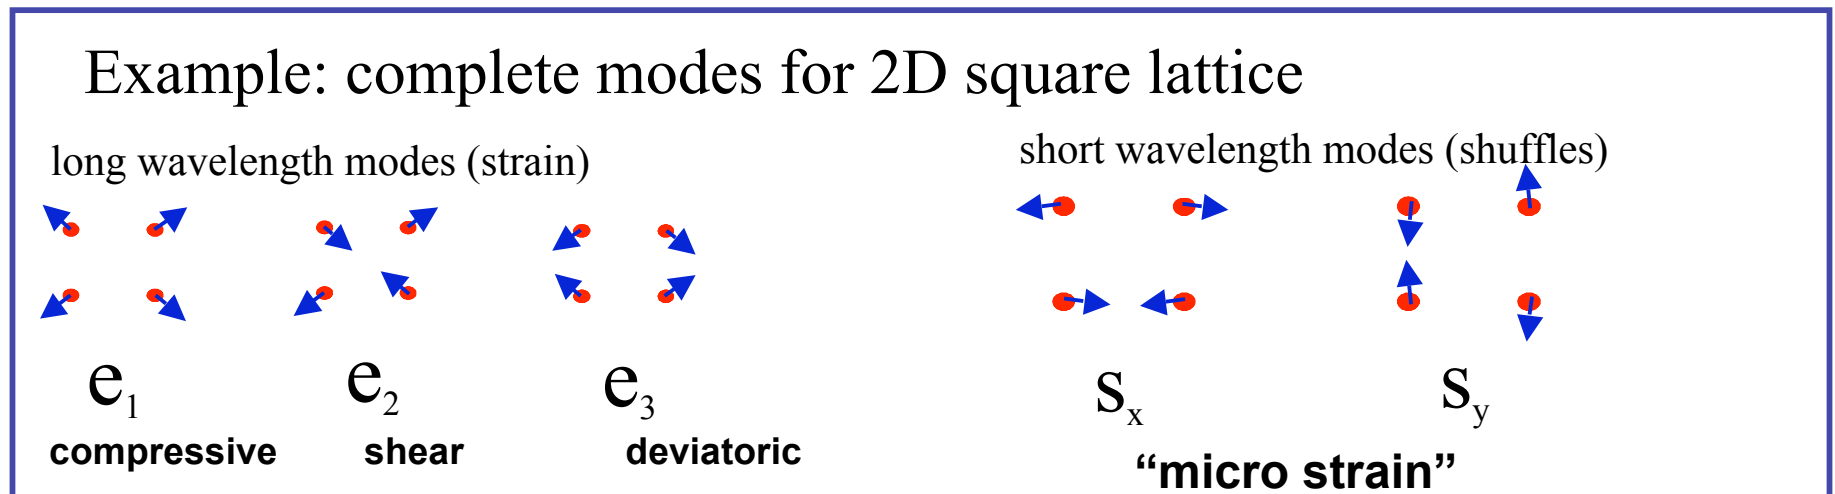 Example: complete modes for 2D square lattice
long wavelength modes (strain)
short wavelength modes (shuffles)
e1
e2
e3
sx
sy
compressive
shear
deviatoric
“micro strain”